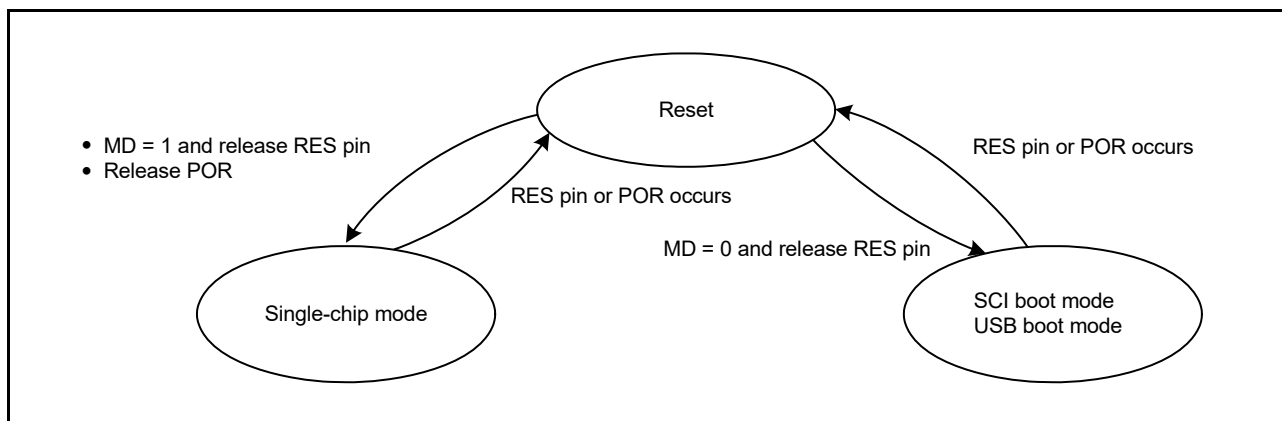 Reset
• MD = 1 and release RES pin
• Release POR
RES pin or POR occurs
RES pin or POR occurs
MD = 0 and release RES pin
Single-chip mode
SCI boot mode
USB boot mode